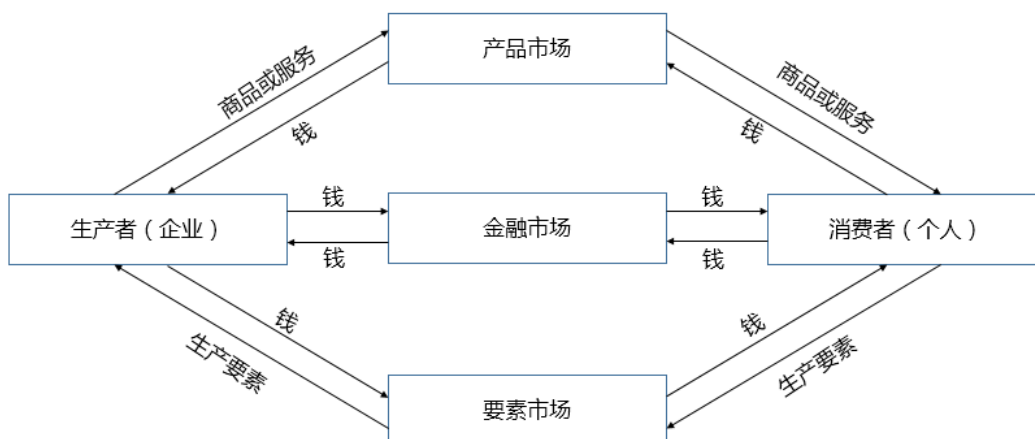 产品市场
商品或服务
商品或服务
钱
钱
钱
钱
生产者（企业）
金融市场
消费者（个人）
钱
钱
钱
钱
生产要素
生产要素
要素市场